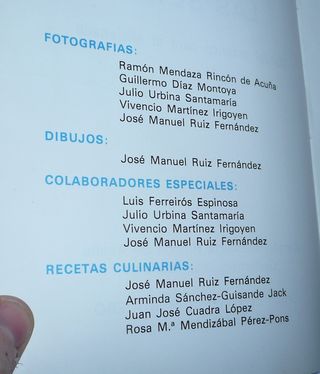 FOTOGRAFIAS:
Ramón Mendaza Rincón de Acuña
Guillermo Díaz Montoya
Julio Urbina Santamaría
Vivencio Martínez Irigoyen
José Manuel Ruiz Fernández
DIBUJOS:
José Manuel Ruiz Fernández
COLABORADORES ESPECIALES:
Luis Ferreirós Espinosa
Julio Urbina Santamaría
Vivencio Martínez Irigoyen
José Manuel Ruiz Fernández
RECETAS CULINARIAS:
José Manuel Ruiz Fernández
Arminda Sánchez-Guisande Jack
Juan José Cuadra López
Rosa M.ª Mendizábal Pérez-Pons